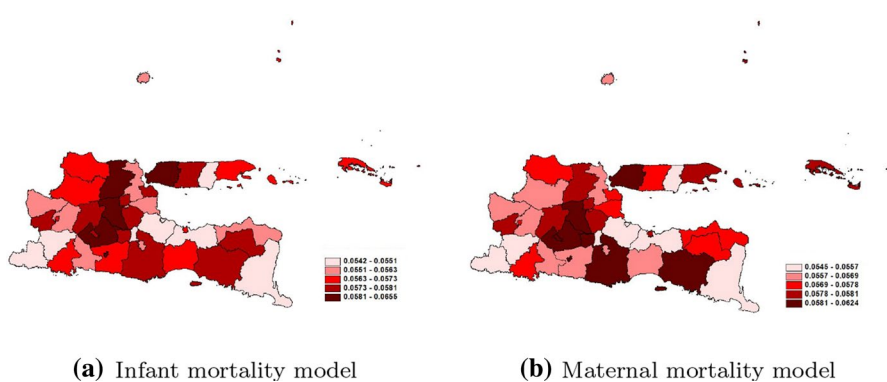 0.0542 - 0.0551
0.0551 - 0.0563
0.0563 - 0.0573
0.0573 - 0.0581
0.0581 - 0.0655
0.0545 - 0.0557
0.0557 - 0.0569
0.0569 - 0.0578
0.0578 - 0.0581
0.0581 - 0.0624
(a) Infant mortality model
(b) Maternal mortality model